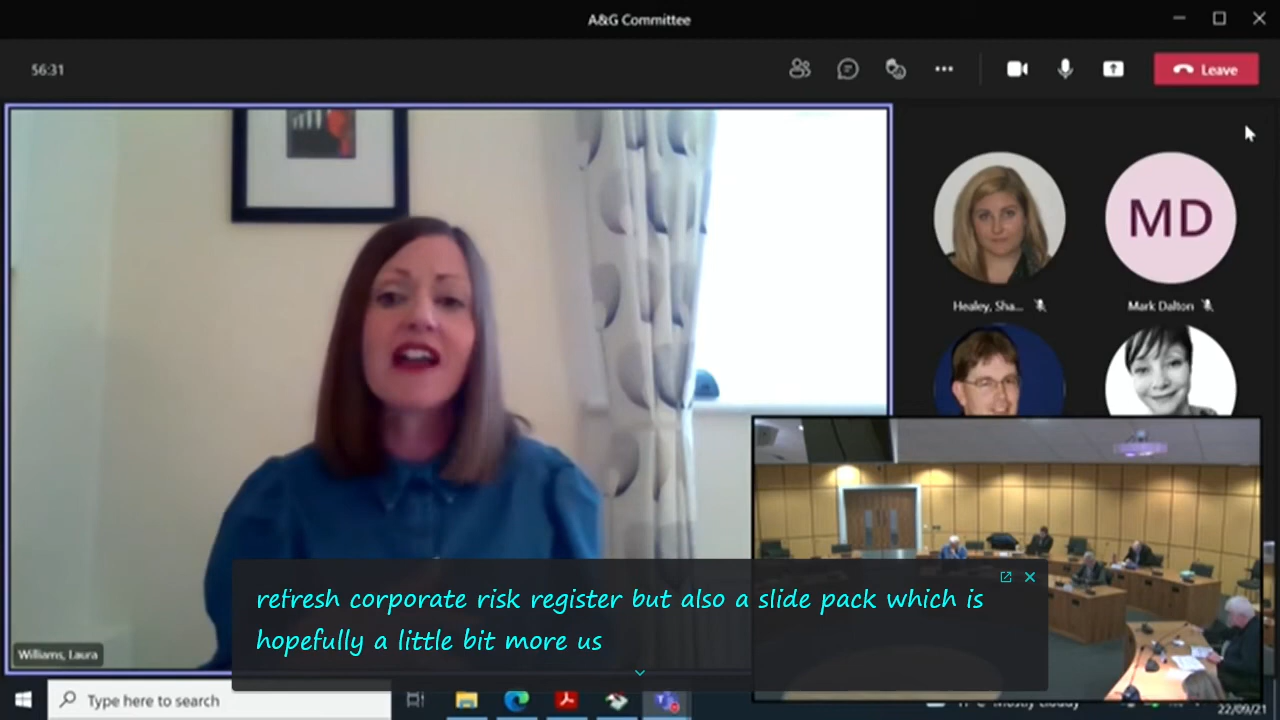 A&G Committee
56:31
Leave
MD
Healey, Sha...
Mark Dalton
refresh corporate risk register but also a slide pack which is
hopefully a little bit more us
Williams, Laura
Type here to search
22/09/21